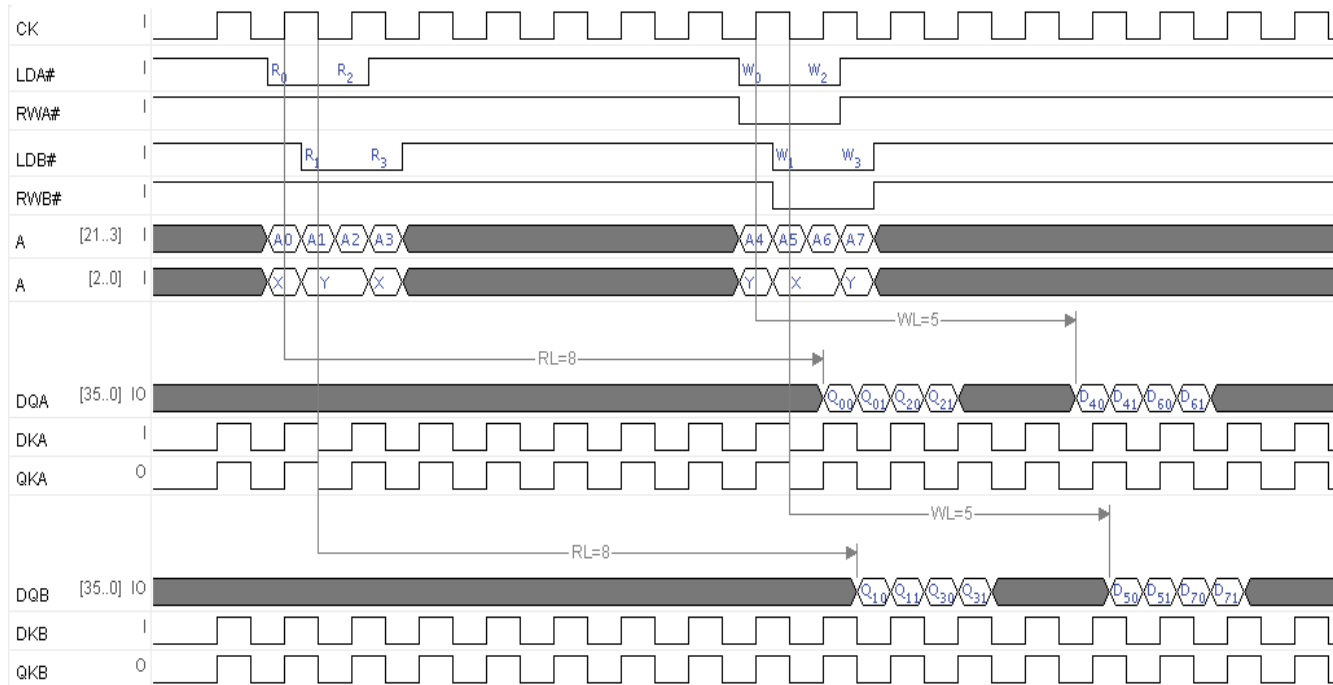 CK I
LDA# I R0 R2 W0 W2
RWA# I
LDB# I R1 R3 W1 W3
RWB# I
A [21..3] I A0 A1 A2 A3 A4 A5 A6 A7
A [2..0] I X Y X Y X Y
WL=5
RL=8
DQA [35..0] IO Q00 Q01 Q20 Q21 D40 D41 D60 D61
DKA I
QKA O
WL=5
RL=8
DQB [35..0] IO Q10 Q11 Q30 Q31 D50 D51 D70 D71
DKB I
QKB O